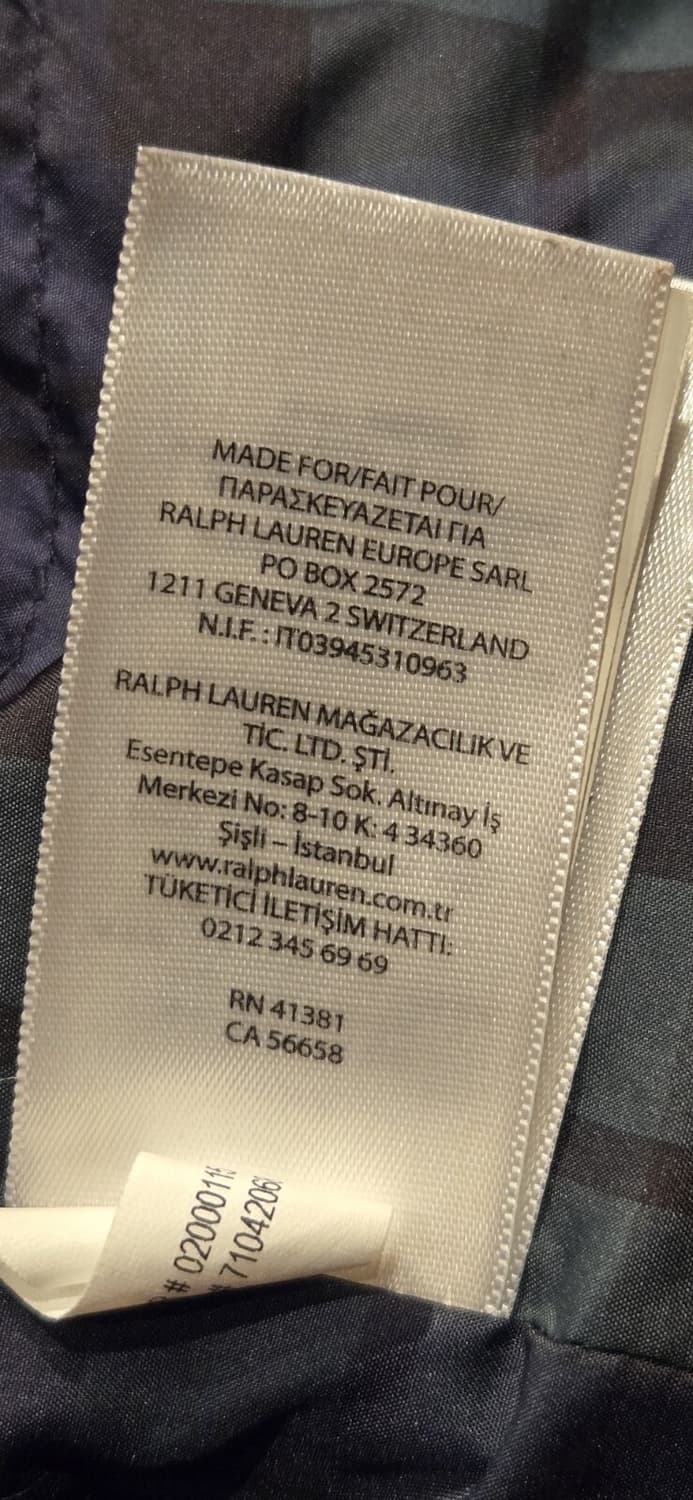 MADE FOR/FAIT POUR/
ΠΑΡΑΣΚΕΥΑΖΕΤΑΙ ΓΙΑ
RALPH LAUREN EUROPE SARL
PO BOX 2572
1211 GENEVA 2 SWITZERLAND
N.I.F. : IT03945310963
RALPH LAUREN MAĞAZACILIK VE
TİC. LTD. ŞTİ.
Esentepe Kasap Sok. Altınay İş
Merkezi No: 8-10 K: 4 34360
Şişli – İstanbul
www.ralphlauren.com.tr
TÜKETİCİ İLETİŞİM HATTI:
0212 345 69 69
RN 41381
CA 56658
# 0200011
# 7104206